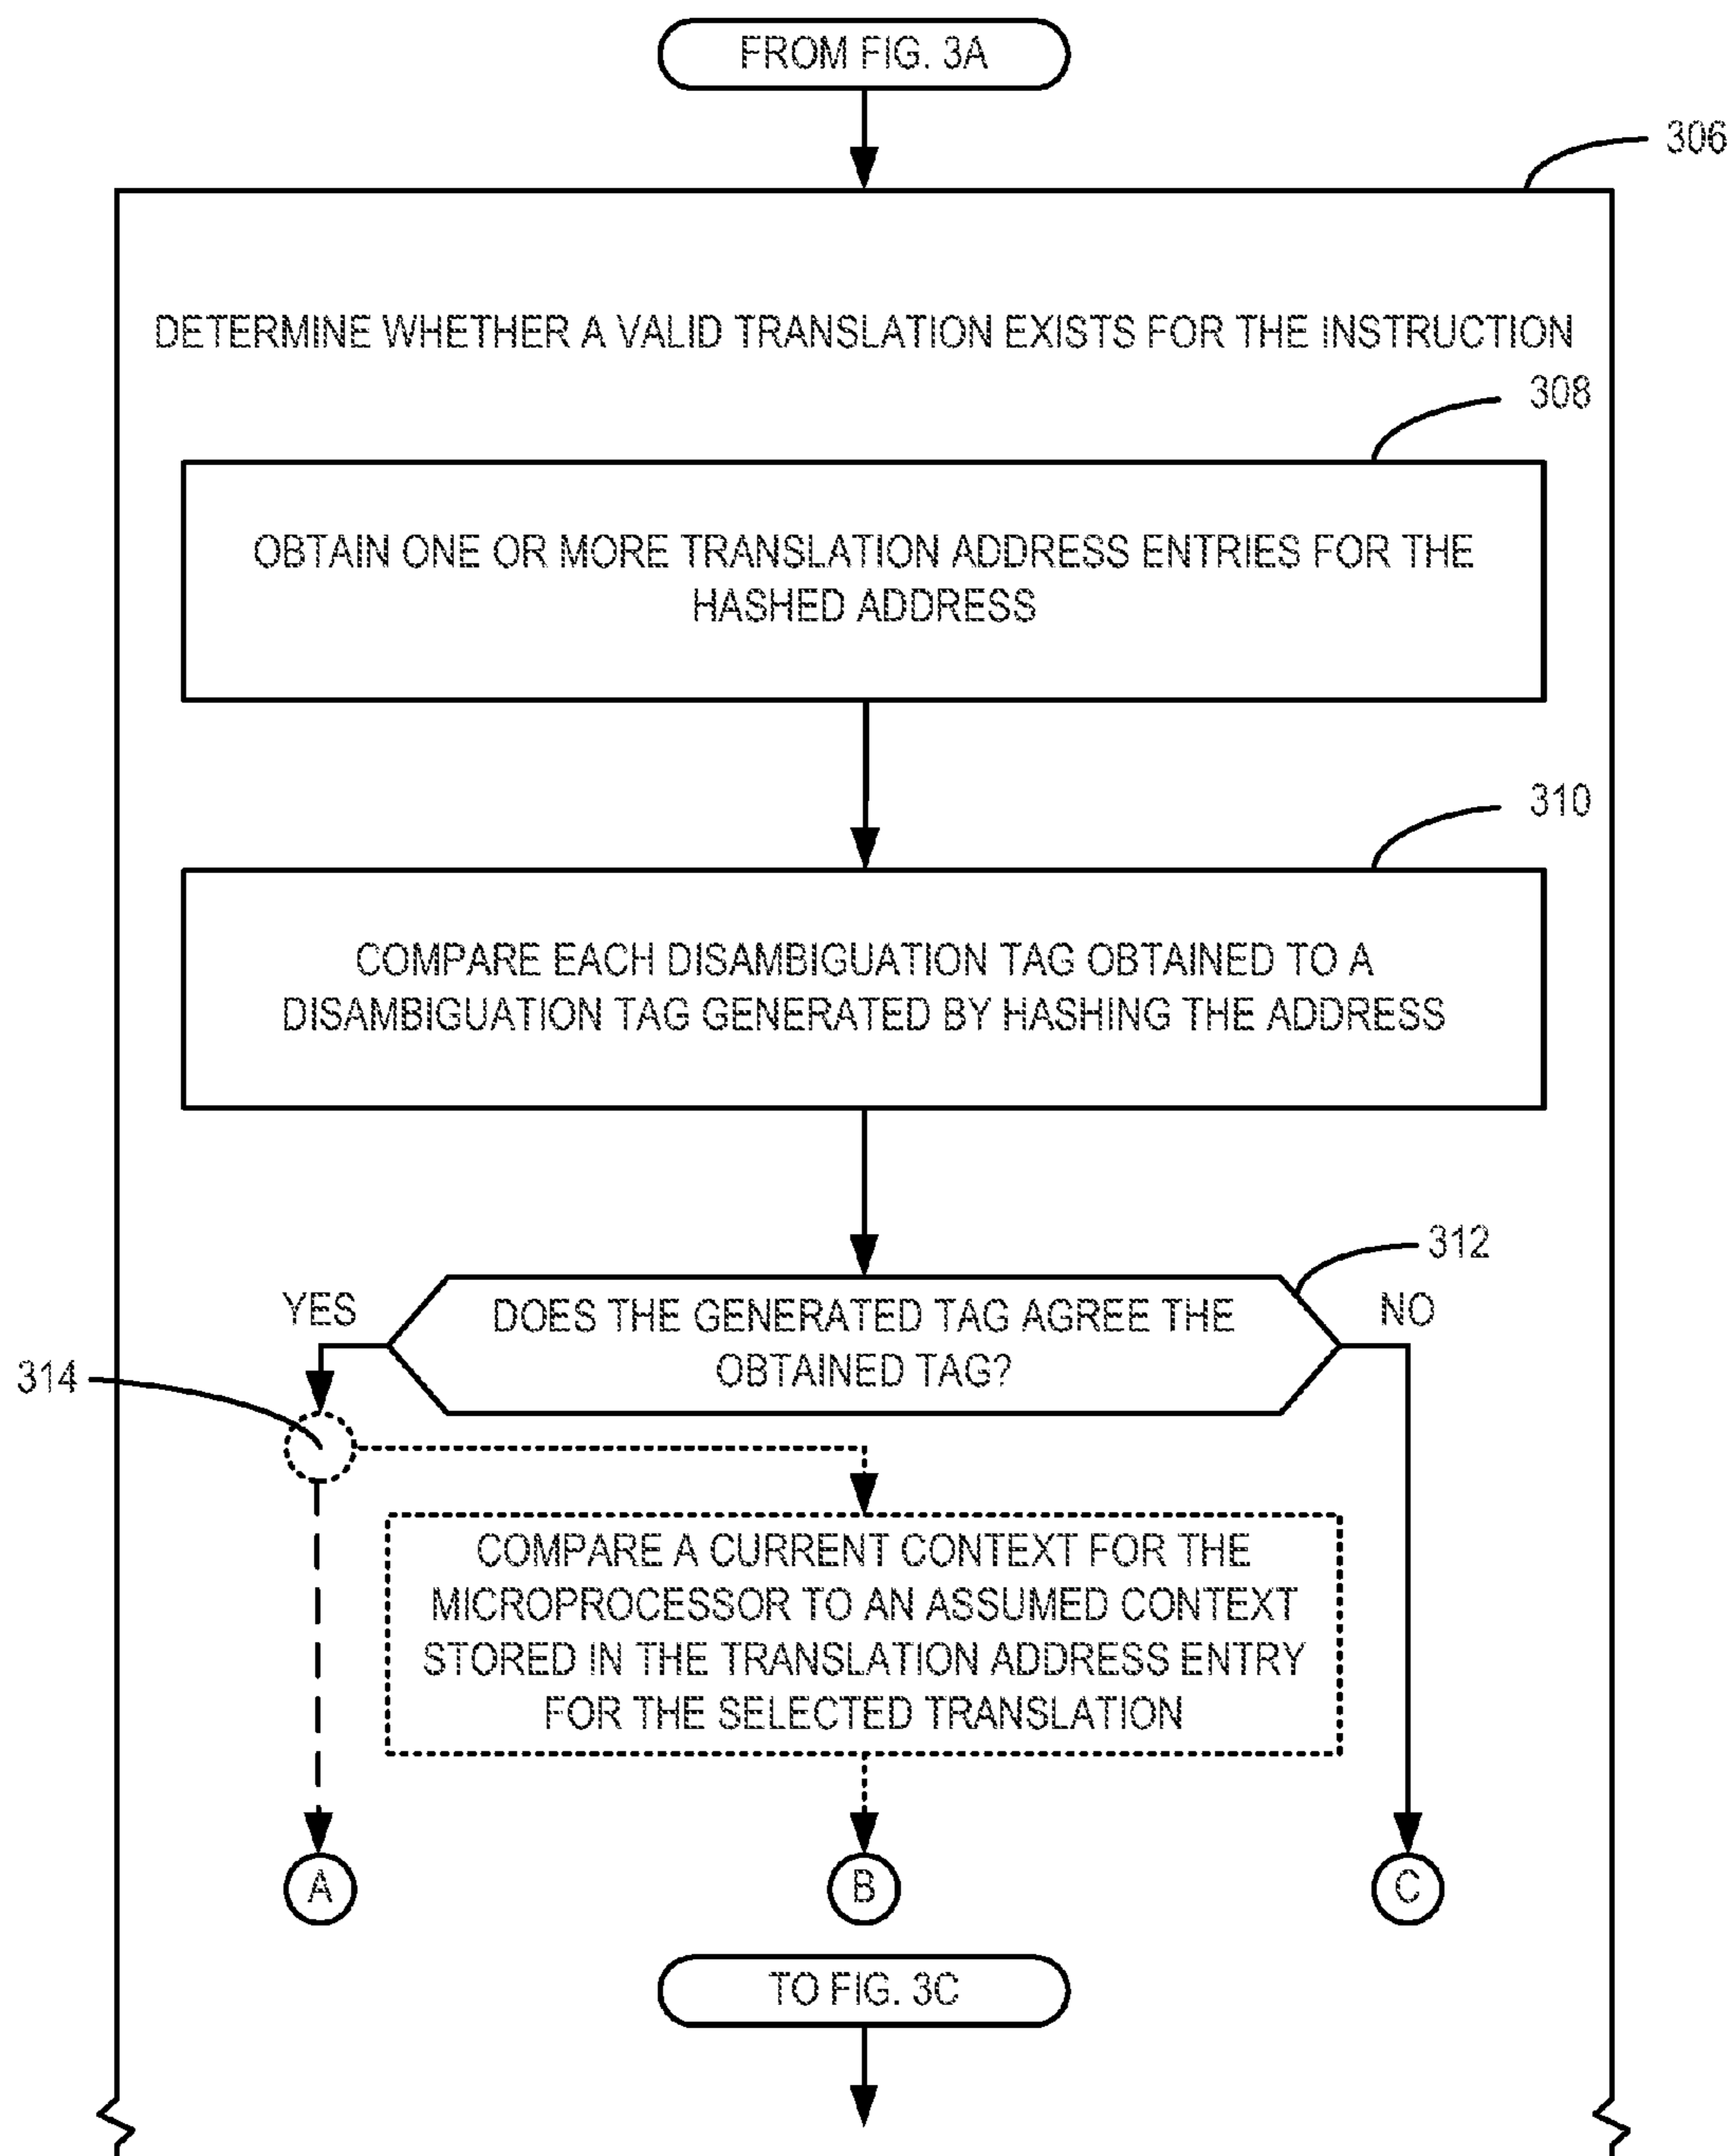 FROM FIG. 3A
306
DETERMINE WHETHER A VALID TRANSLATION EXISTS FOR THE INSTRUCTION
308
OBTAIN ONE OR MORE TRANSLATION ADDRESS ENTRIES FOR THE
HASHED ADDRESS
310
COMPARE EACH DISAMBIGUATION TAG OBTAINED TO A
DISAMBIGUATION TAG GENERATED BY HASHING THE ADDRESS
312
YES
DOES THE GENERATED TAG AGREE THE
OBTAINED TAG?
NO
314
COMPARE A CURRENT CONTEXT FOR THE
MICROPROCESSOR TO AN ASSUMED CONTEXT
STORED IN THE TRANSLATION ADDRESS ENTRY
FOR THE SELECTED TRANSLATION
A
B
C
TO FIG. 3C